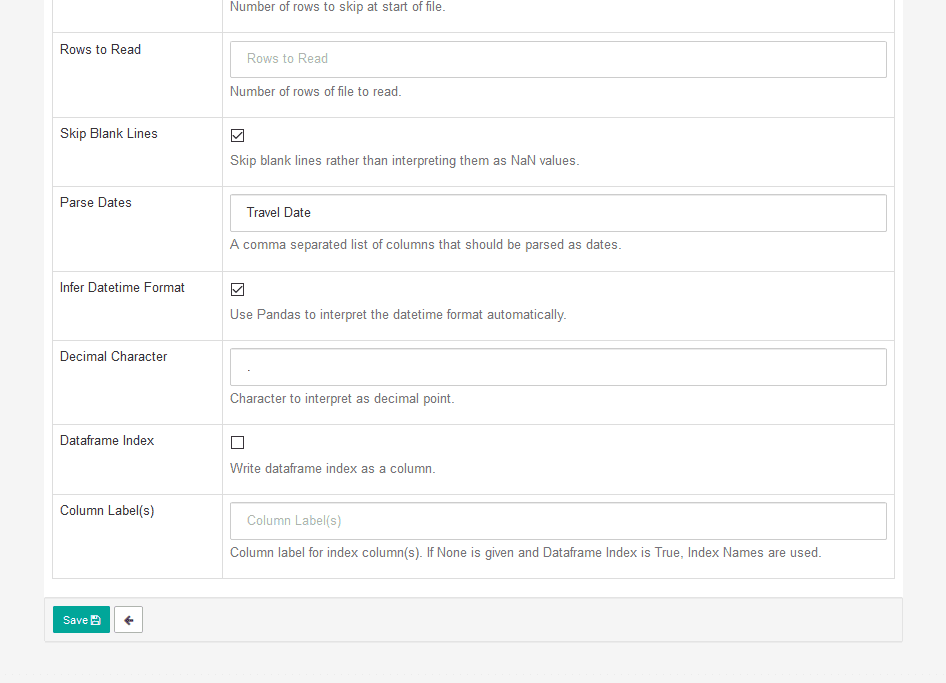 Number of rows to skip at start of file.
Rows to Read
Rows to Read
Number of rows of file to read.
Skip Blank Lines
Skip blank lines rather than interpreting them as NaN values.
Parse Dates
Travel Date
A comma separated list of columns that should be parsed as dates.
Infer Datetime Format
Use Pandas to interpret the datetime format automatically.
Decimal Character
.
Character to interpret as decimal point.
Dataframe Index
Write dataframe index as a column.
Column Label(s)
Column Label(s)
Column label for index column(s). If None is given and Dataframe Index is True, Index Names are used.
Save